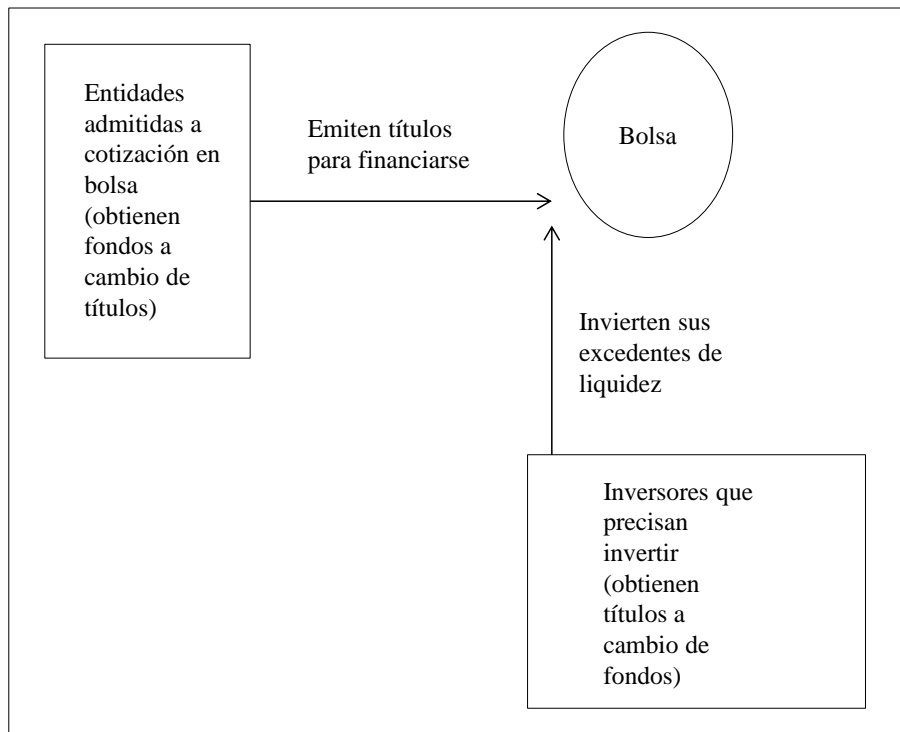 Entidades
admitidas a
cotización en
bolsa
(obtienen
fondos a
cambio de
títulos)
Emiten títulos
para financiarse
Bolsa
Invierten sus
excedentes de
liquidez
Inversores que
precisan
invertir
(obtienen
títulos a
cambio de
fondos)